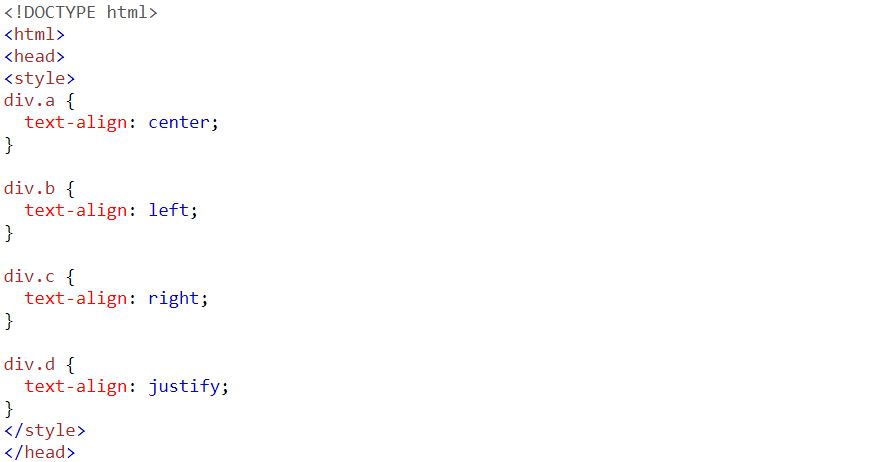 <!DOCTYPE html>
<html>
<head>
<style>
div.a {
  text-align: center;
}

div.b {
  text-align: left;
}

div.c {
  text-align: right;
}

div.d {
  text-align: justify;
}
</style>
</head>